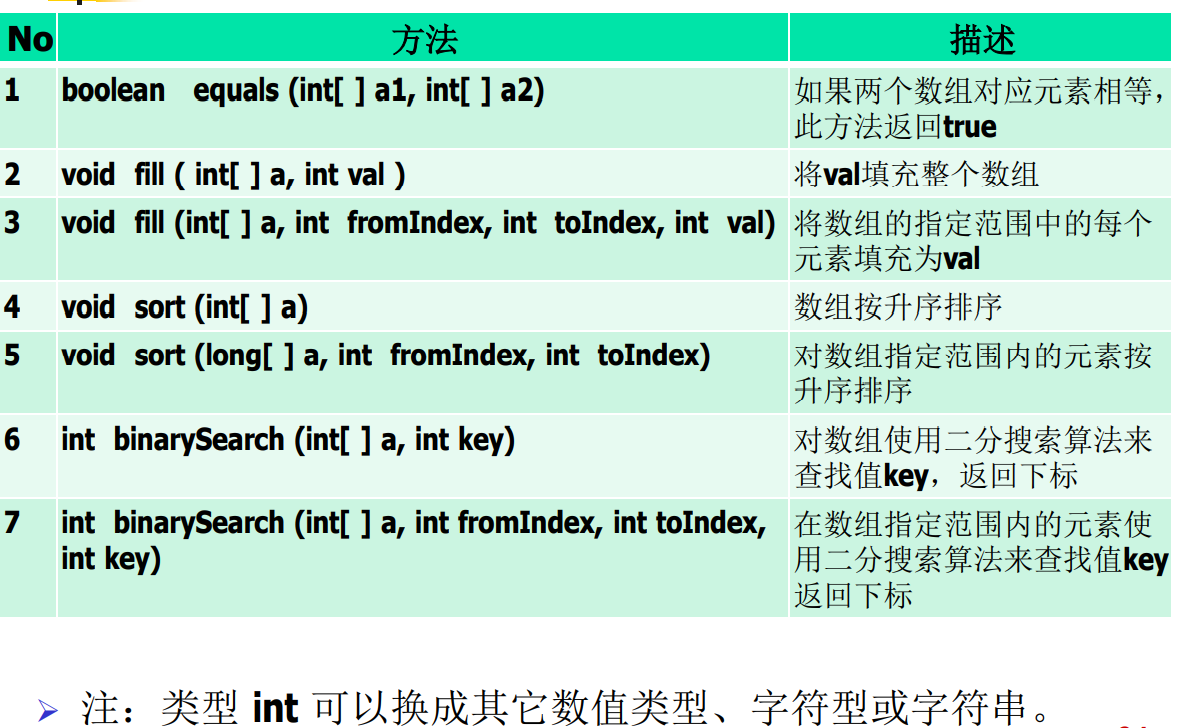 No 方法 描述
1 boolean equals (int[ ] a1, int[ ] a2) 如果两个数组对应元素相等，
此方法返回true
2 void fill ( int[ ] a, int val ) 将val填充整个数组
3 void fill (int[ ] a, int fromIndex, int toIndex, int val) 将数组的指定范围中的每个
元素填充为val
4 void sort (int[ ] a) 数组按升序排序
5 void sort (long[ ] a, int fromIndex, int toIndex) 对数组指定范围内的元素按
升序排序
6 int binarySearch (int[ ] a, int key) 对数组使用二分搜索算法来
查找值key，返回下标
7 int binarySearch (int[ ] a, int fromIndex, int toIndex, 在数组指定范围内的元素使
int key) 用二分搜索算法来查找值key
返回下标
注：类型 int 可以换成其它数值类型、字符型或字符串。